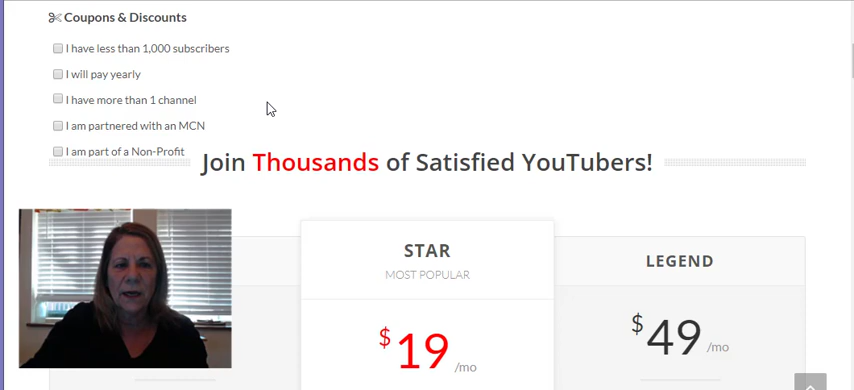 Coupons & Discounts
I have less than 1,000 subscribers
I will pay yearly
I have more than 1 channel
I am partnered with an MCN
I am part of a Non-Profit
Join Thousands of Satisfied YouTubers!
STAR
MOST POPULAR
$19/mo
LEGEND
$49/mo